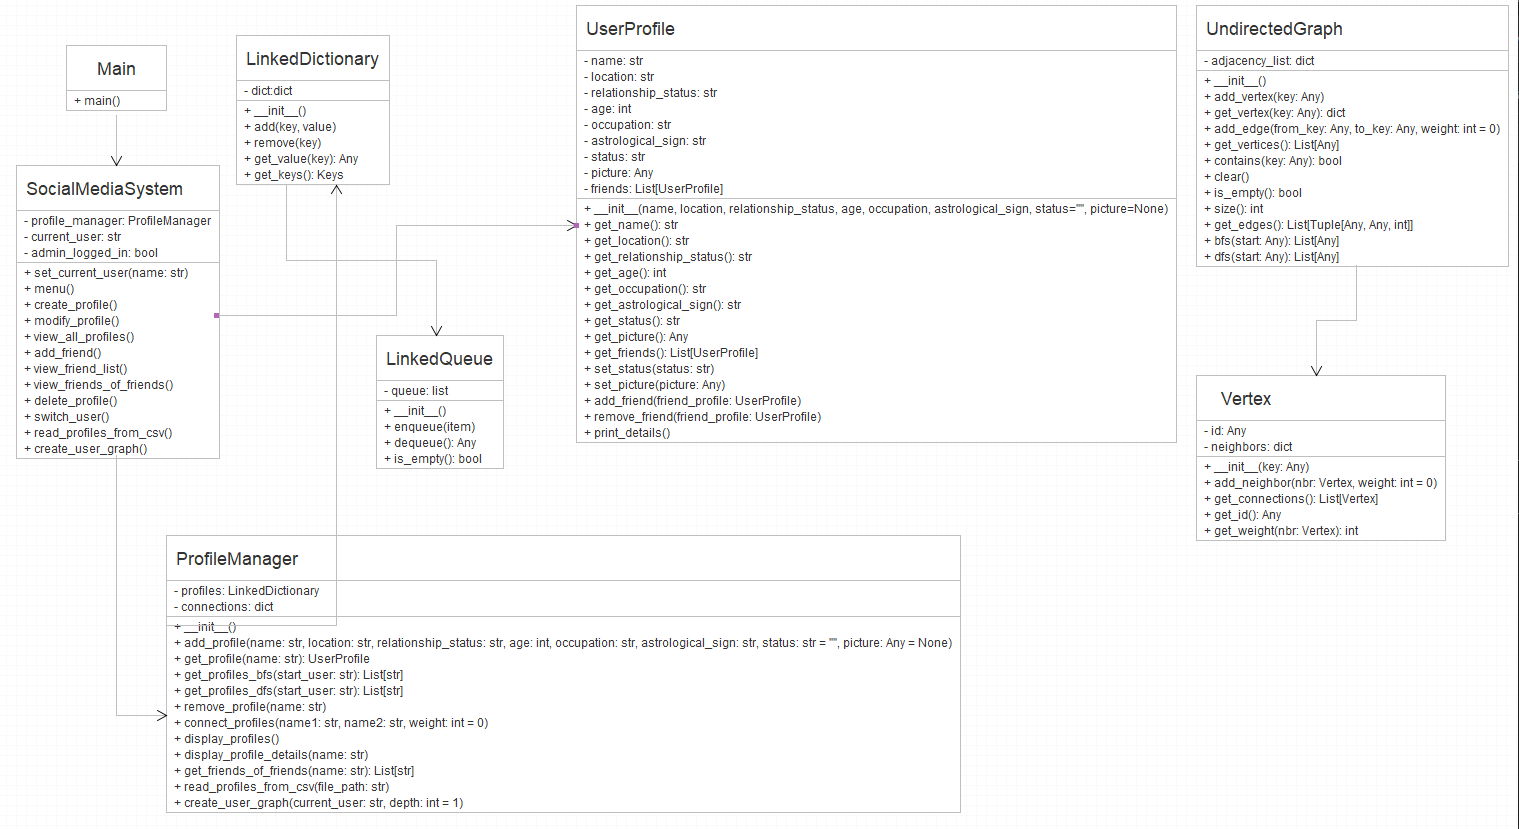 Main
+ main()
SocialMediaSystem
- profile_manager: ProfileManager
- current_user: str
- admin_logged_in: bool
+ set_current_user(name: str)
+ menu()
+ create_profile()
+ modify_profile()
+ view_all_profiles()
+ add_friend()
+ view_friend_list()
+ view_friends_of_friends()
+ delete_profile()
+ switch_user()
+ read_profiles_from_csv()
+ create_user_graph()
LinkedDictionary
- dict:dict
+ __init__()
+ add(key, value)
+ remove(key)
+ get_value(key): Any
+ get_keys(): Keys
LinkedQueue
- queue: list
+ __init__()
+ enqueue(item)
+ dequeue(): Any
+ is_empty(): bool
UserProfile
- name: str
- location: str
- relationship_status: str
- age: int
- occupation: str
- astrological_sign: str
- status: str
- picture: Any
- friends: List[UserProfile]
+ __init__(name, location, relationship_status, age, occupation, astrological_sign, status="", picture=None)
+ get_name(): str
+ get_location(): str
+ get_relationship_status(): str
+ get_age(): int
+ get_occupation(): str
+ get_astrological_sign(): str
+ get_status(): str
+ get_picture(): Any
+ get_friends(): List[UserProfile]
+ set_status(status: str)
+ set_picture(picture: Any)
+ add_friend(friend_profile: UserProfile)
+ remove_friend(friend_profile: UserProfile)
+ print_details()
UndirectedGraph
- adjacency_list: dict
+ __init__()
+ add_vertex(key: Any)
+ get_vertex(key: Any): dict
+ add_edge(from_key: Any, to_key: Any, weight: int = 0)
+ get_vertices(): List[Any]
+ contains(key: Any): bool
+ clear()
+ is_empty(): bool
+ size(): int
+ get_edges(): List[Tuple[Any, Any, int]]
+ bfs(start: Any): List[Any]
+ dfs(start: Any): List[Any]
Vertex
- id: Any
- neighbors: dict
+ __init__(key: Any)
+ add_neighbor(nbr: Vertex, weight: int = 0)
+ get_connections(): List[Vertex]
+ get_id(): Any
+ get_weight(nbr: Vertex): int
ProfileManager
- profiles: LinkedDictionary
- connections: dict
+ __init__()
+ add_profile(name: str, location: str, relationship_status: str, age: int, occupation: str, astrological_sign: str, status: str = "", picture: Any = None)
+ get_profile(name: str): UserProfile
+ get_profiles_bfs(start_user: str): List[str]
+ get_profiles_dfs(start_user: str): List[str]
+ remove_profile(name: str)
+ connect_profiles(name1: str, name2: str, weight: int = 0)
+ display_profiles()
+ display_profile_details(name: str)
+ get_friends_of_friends(name: str): List[str]
+ read_profiles_from_csv(file_path: str)
+ create_user_graph(current_user: str, depth: int = 1)